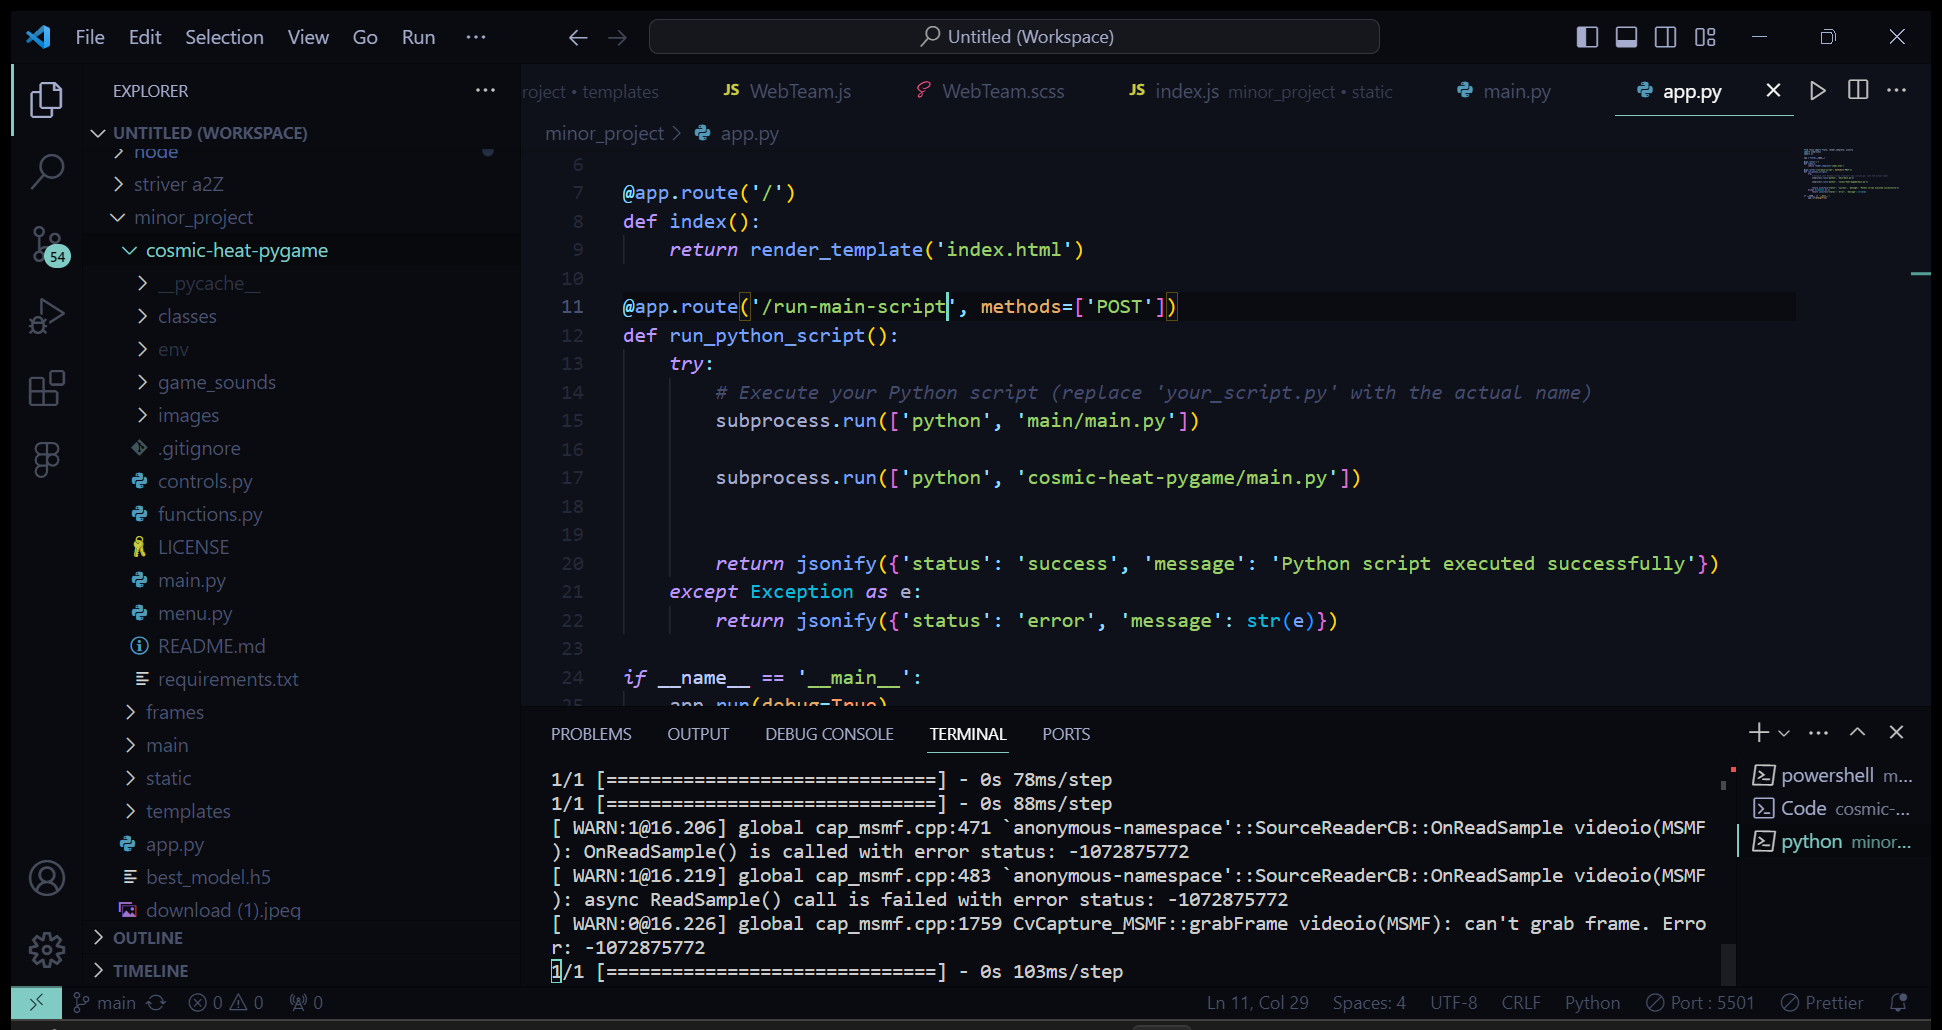 File Edit Selection View Go Run ···
Untitled (Workspace)
EXPLORER
UNTITLED (WORKSPACE)
node
striver a2Z
minor_project
cosmic-heat-pygame
__pycache__
classes
env
game_sounds
images
.gitignore
controls.py
functions.py
LICENSE
main.py
menu.py
README.md
requirements.txt
frames
main
static
templates
app.py
best_model.h5
download (1).jpeg
OUTLINE
TIMELINE
54
roject • templates
JS WebTeam.js
WebTeam.scss
JS index.js minor_project • static
main.py
app.py
minor_project > app.py
6
7 @app.route('/')
8 def index():
9 return render_template('index.html')
10
11 @app.route('/run-main-script', methods=['POST'])
12 def run_python_script():
13 try:
14 # Execute your Python script (replace 'your_script.py' with the actual name)
15 subprocess.run(['python', 'main/main.py'])
16
17 subprocess.run(['python', 'cosmic-heat-pygame/main.py'])
18
19
20 return jsonify({'status': 'success', 'message': 'Python script executed successfully'})
21 except Exception as e:
22 return jsonify({'status': 'error', 'message': str(e)})
23
24 if __name__ == '__main__':
25 app.run(debug=True)
PROBLEMS OUTPUT DEBUG CONSOLE TERMINAL PORTS
1/1 [==============================] - 0s 78ms/step
1/1 [==============================] - 0s 88ms/step
[ WARN:1@16.206] global cap_msmf.cpp:471 `anonymous-namespace'::SourceReaderCB::OnReadSample videoio(MSMF
): OnReadSample() is called with error status: -1072875772
[ WARN:1@16.219] global cap_msmf.cpp:483 `anonymous-namespace'::SourceReaderCB::OnReadSample videoio(MSMF
): async ReadSample() call is failed with error status: -1072875772
[ WARN:0@16.226] global cap_msmf.cpp:1759 CvCapture_MSMF::grabFrame videoio(MSMF): can't grab frame. Erro
r: -1072875772
1/1 [==============================] - 0s 103ms/step
powershell m...
Code cosmic-...
python minor...
main 0 0 0
Ln 11, Col 29 Spaces: 4 UTF-8 CRLF Python Port : 5501 Prettier